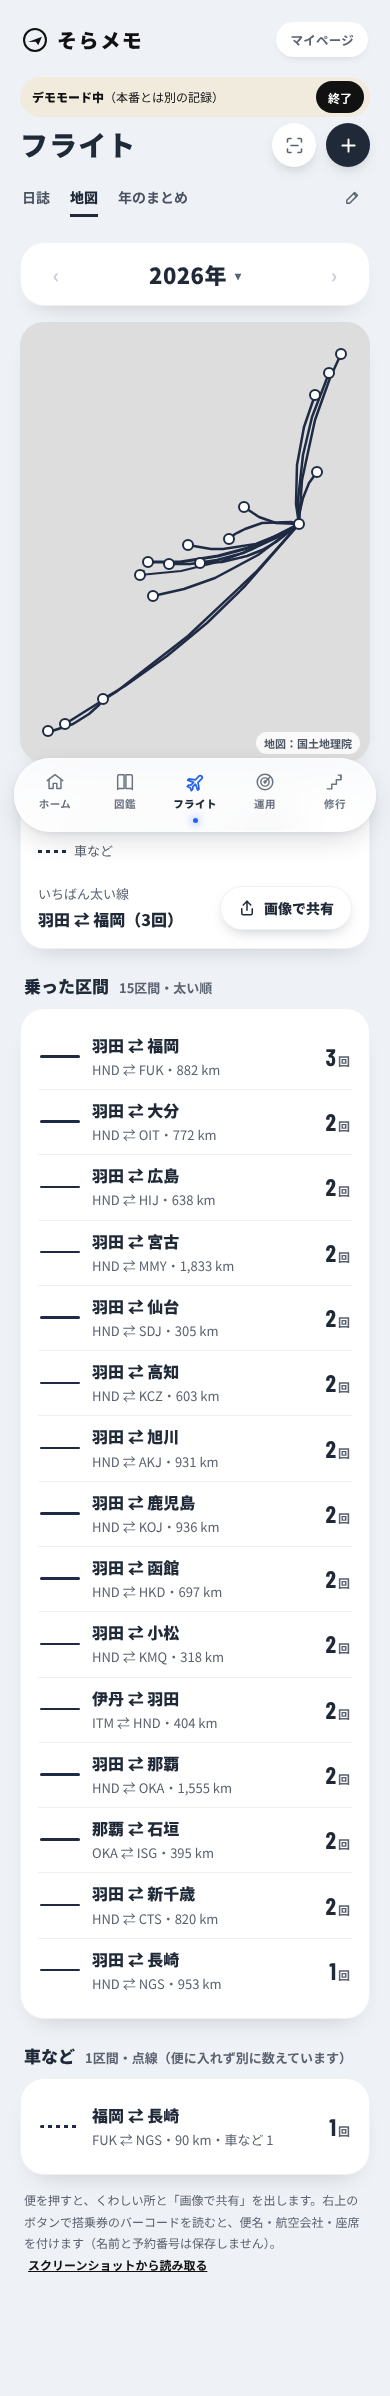 そらメモ
マイページ
デモモード中（本番とは別の記録）
終了
フライト
日誌 地図 年のまとめ
2026年 ▾
地図：国土地理院
ホーム 図鑑 フライト 運用 修行
車など
いちばん太い線
羽田 ⇄ 福岡（3回）
画像で共有
乗った区間 15区間・太い順
羽田 ⇄ 福岡
HND ⇄ FUK・882 km
3回
羽田 ⇄ 大分
HND ⇄ OIT・772 km
2回
羽田 ⇄ 広島
HND ⇄ HIJ・638 km
2回
羽田 ⇄ 宮古
HND ⇄ MMY・1,833 km
2回
羽田 ⇄ 仙台
HND ⇄ SDJ・305 km
2回
羽田 ⇄ 高知
HND ⇄ KCZ・603 km
2回
羽田 ⇄ 旭川
HND ⇄ AKJ・931 km
2回
羽田 ⇄ 鹿児島
HND ⇄ KOJ・936 km
2回
羽田 ⇄ 函館
HND ⇄ HKD・697 km
2回
羽田 ⇄ 小松
HND ⇄ KMQ・318 km
2回
伊丹 ⇄ 羽田
ITM ⇄ HND・404 km
2回
羽田 ⇄ 那覇
HND ⇄ OKA・1,555 km
2回
那覇 ⇄ 石垣
OKA ⇄ ISG・395 km
2回
羽田 ⇄ 新千歳
HND ⇄ CTS・820 km
2回
羽田 ⇄ 長崎
HND ⇄ NGS・953 km
1回
車など 1区間・点線（便に入れず別に数えています）
福岡 ⇄ 長崎
FUK ⇄ NGS・90 km・車など 1
1回
便を押すと、くわしい所と「画像で共有」を出します。右上の
ボタンで搭乗券のバーコードを読むと、便名・航空会社・座席
を付けます（名前と予約番号は保存しません）。
スクリーンショットから読み取る